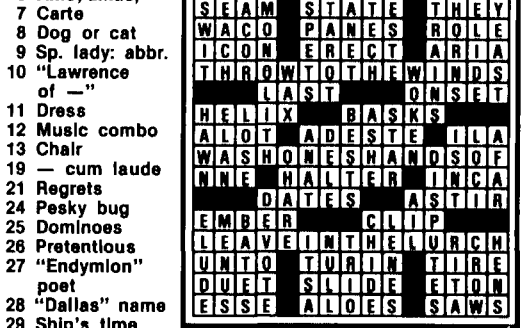 7 Carte
8 Dog or cat
9 Sp. lady: abbr.
10 "Lawrence
of —"
11 Dress
12 Music combo
13 Chair
19 — cum laude
21 Regrets
24 Pesky bug
25 Dominoes
26 Pretentious
27 "Endymion"
poet
28 "Dallas" name
29 Ship's time
SEAM STATE THEY
WACO PANES ROLE
ICON ERECT ARIA
THROWTOTHEWINDS
LAST ONSET
HELIX BASKS
ALOT ADESTE ILA
WASHONESHANDSOF
NNE HALTER INCA
DATES ASTIR
EMBER CLIP
LEAVEINTHELURCH
UNTO TURIN TIRE
DUET SLIDE ETON
ESSE ALOES SAWS